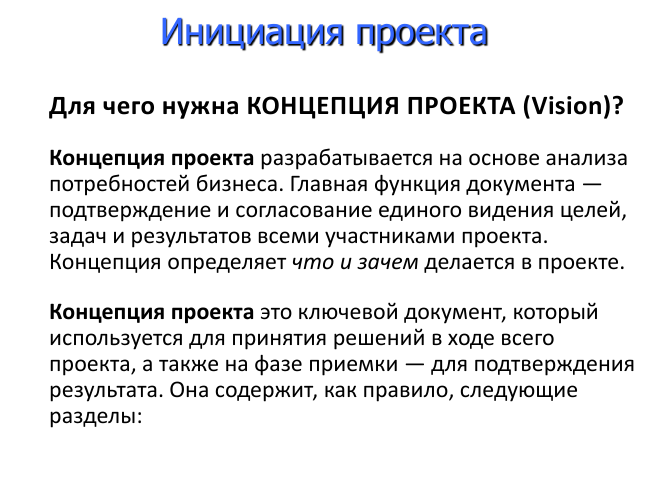 Инициация проекта
Для чего нужна КОНЦЕПЦИЯ ПРОЕКТА (Vision)?
Концепция проекта разрабатывается на основе анализа
потребностей бизнеса. Главная функция документа —
подтверждение и согласование единого видения целей,
задач и результатов всеми участниками проекта.
Концепция определяет что и зачем делается в проекте.
Концепция проекта это ключевой документ, который
используется для принятия решений в ходе всего
проекта, а также на фазе приемки — для подтверждения
результата. Она содержит, как правило, следующие
разделы: